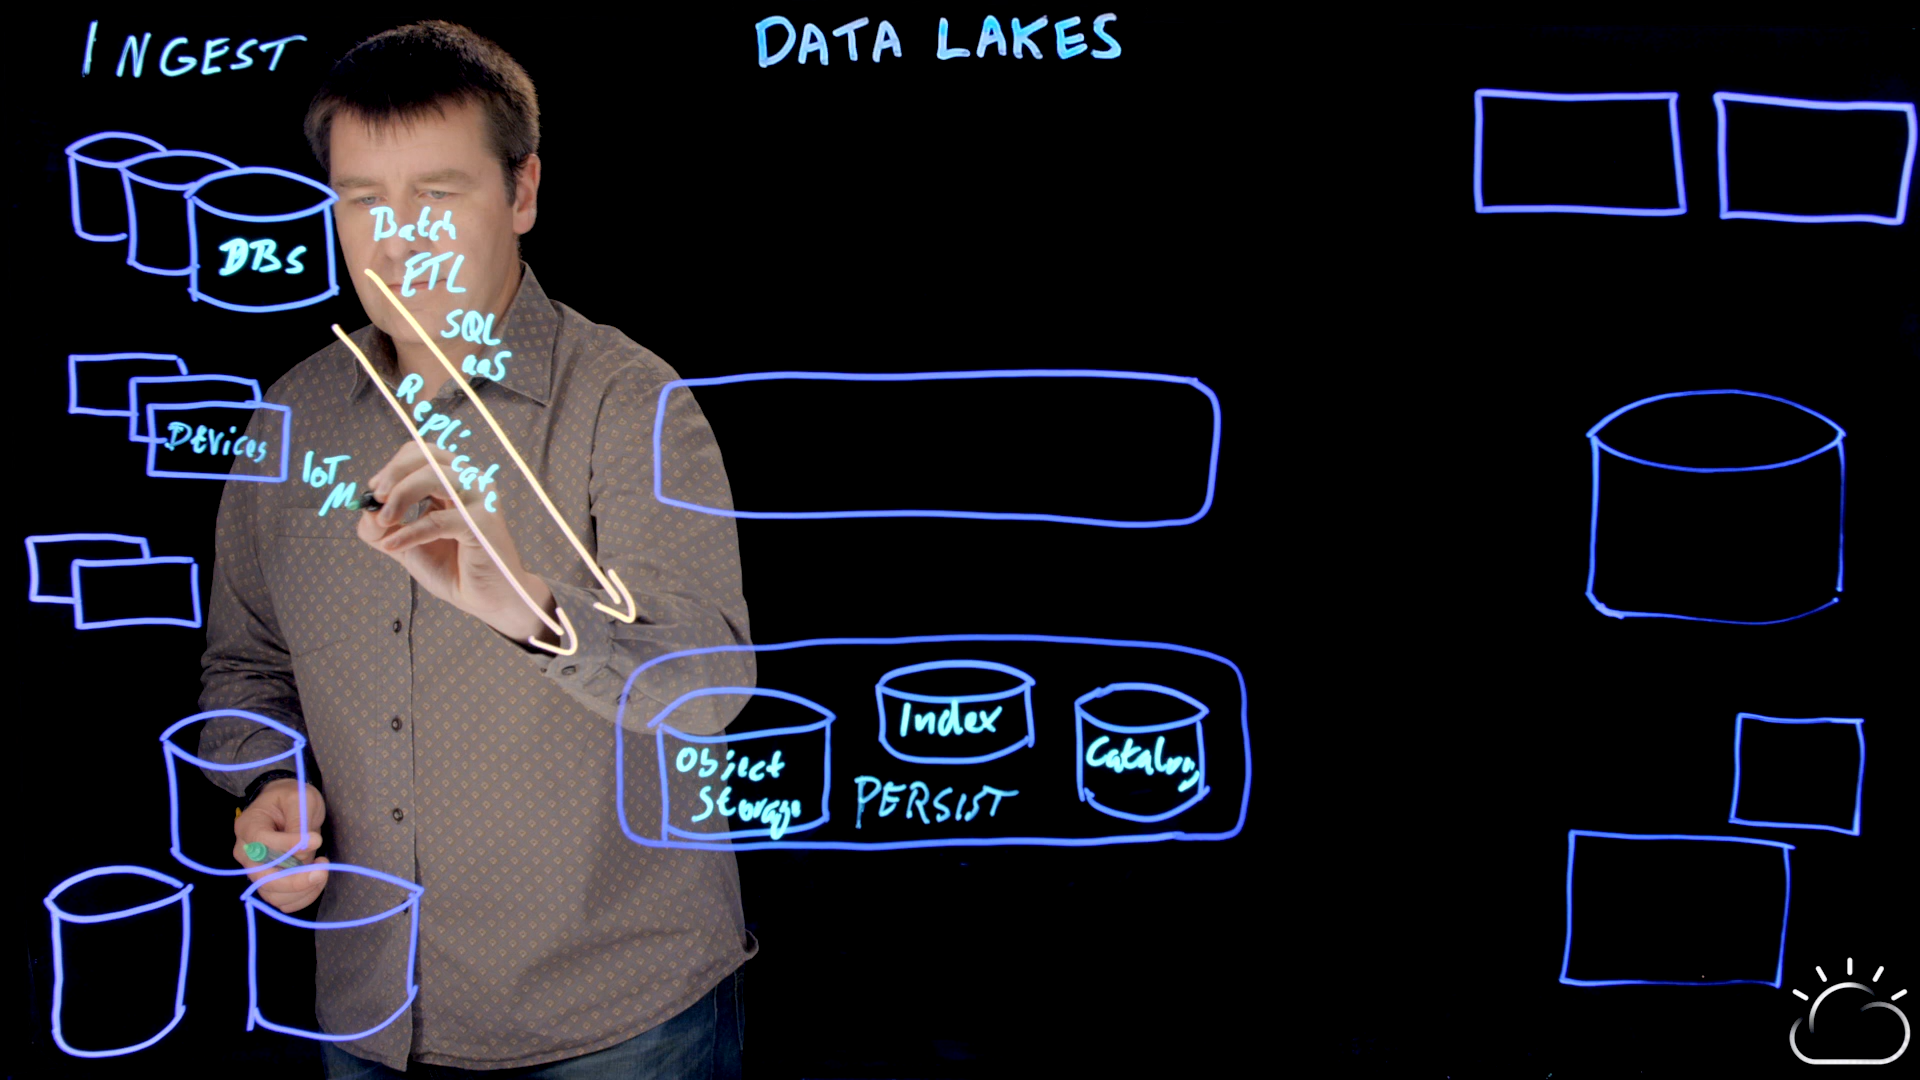 INGEST
DATA LAKES
DBs
Batch
ETL
SQL
aaS
Replicate
Devices
IoT
M
Index
Object
Storage
PERSIST
Catalog